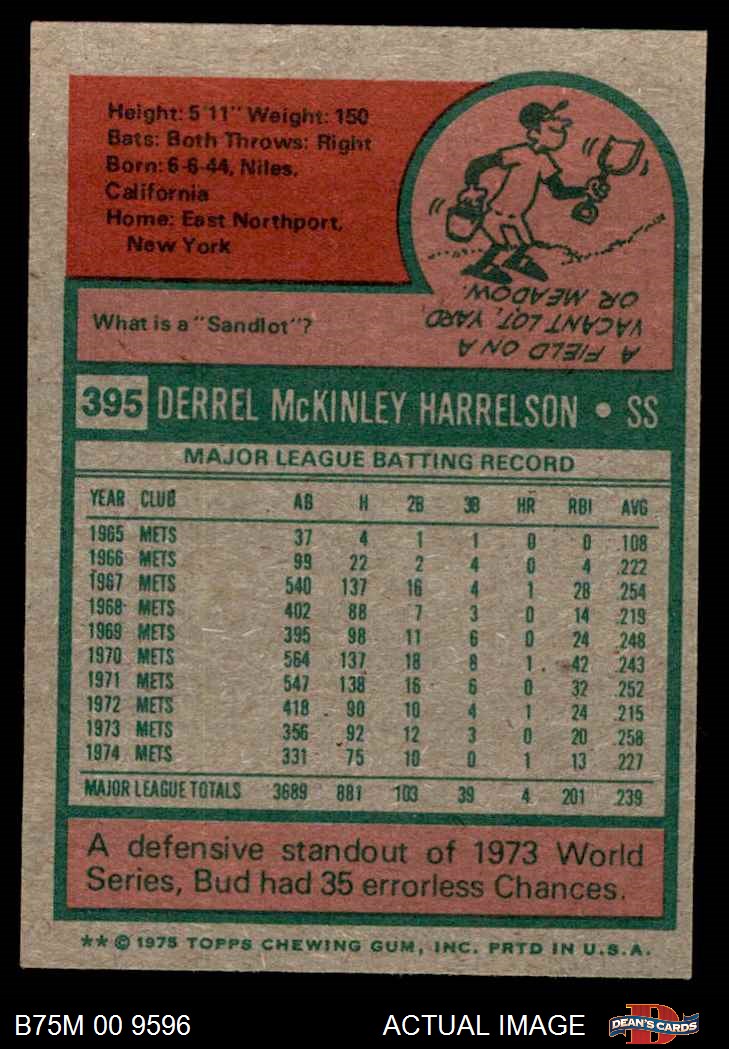 Height: 5'11" Weight: 150
Bats: Both Throws: Right
Born: 6-6-44, Niles,
California
Home: East Northport,
New York
What is a "Sandlot"?
A FIELD ON A
VACANT LOT, YARD,
OR MEADOW.
395 DERREL McKINLEY HARRELSON • SS
MAJOR LEAGUE BATTING RECORD
YEAR CLUB AB H 2B 3B HR RBI AVG
1965 METS 37 4 1 1 0 0 .108
1966 METS 99 22 2 4 0 4 .222
1967 METS 540 137 16 4 1 28 .254
1968 METS 402 88 7 3 0 14 .219
1969 METS 395 98 11 6 0 24 .248
1970 METS 564 137 18 8 1 42 .243
1971 METS 547 138 16 6 0 32 .252
1972 METS 418 90 10 4 1 24 .215
1973 METS 356 92 12 3 0 20 .258
1974 METS 331 75 10 0 1 13 .227
MAJOR LEAGUE TOTALS 3689 881 103 39 4 201 .239
A defensive standout of 1973 World
Series, Bud had 35 errorless Chances.
** © 1975 TOPPS CHEWING GUM, INC. PRTD IN U.S.A.
B75M 00 9596 ACTUAL IMAGE DEAN'S CARDS